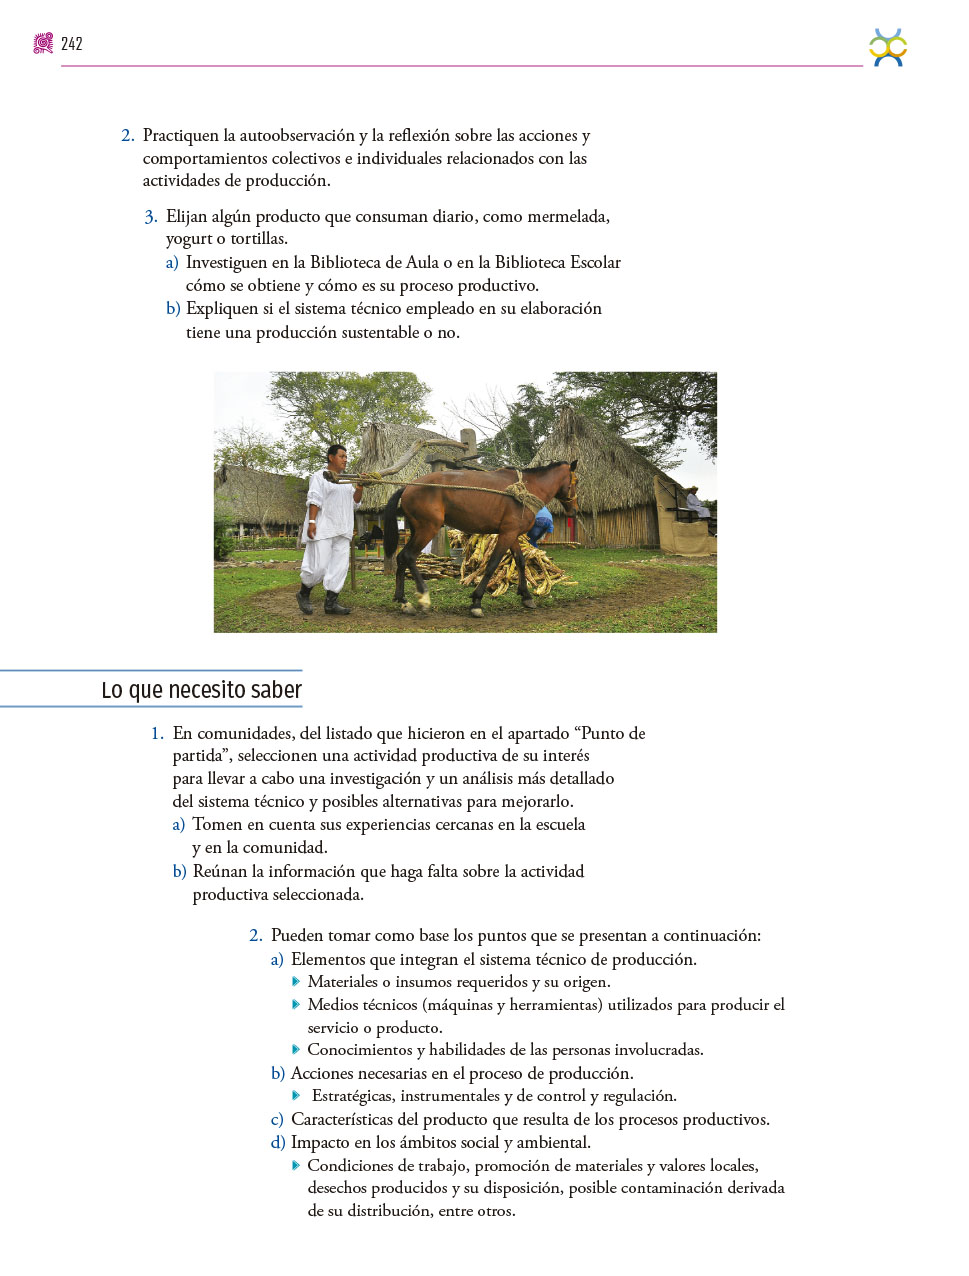 242
2. Practiquen la autoobservación y la reflexión sobre las acciones y
comportamientos colectivos e individuales relacionados con las
actividades de producción.
3. Elijan algún producto que consuman diario, como mermelada,
yogurt o tortillas.
a) Investiguen en la Biblioteca de Aula o en la Biblioteca Escolar
cómo se obtiene y cómo es su proceso productivo.
b) Expliquen si el sistema técnico empleado en su elaboración
tiene una producción sustentable o no.
Lo que necesito saber
1. En comunidades, del listado que hicieron en el apartado “Punto de
partida”, seleccionen una actividad productiva de su interés
para llevar a cabo una investigación y un análisis más detallado
del sistema técnico y posibles alternativas para mejorarlo.
a) Tomen en cuenta sus experiencias cercanas en la escuela
y en la comunidad.
b) Reúnan la información que haga falta sobre la actividad
productiva seleccionada.
2. Pueden tomar como base los puntos que se presentan a continuación:
a) Elementos que integran el sistema técnico de producción.
Materiales o insumos requeridos y su origen.
Medios técnicos (máquinas y herramientas) utilizados para producir el
servicio o producto.
Conocimientos y habilidades de las personas involucradas.
b) Acciones necesarias en el proceso de producción.
Estratégicas, instrumentales y de control y regulación.
c) Características del producto que resulta de los procesos productivos.
d) Impacto en los ámbitos social y ambiental.
Condiciones de trabajo, promoción de materiales y valores locales,
desechos producidos y su disposición, posible contaminación derivada
de su distribución, entre otros.